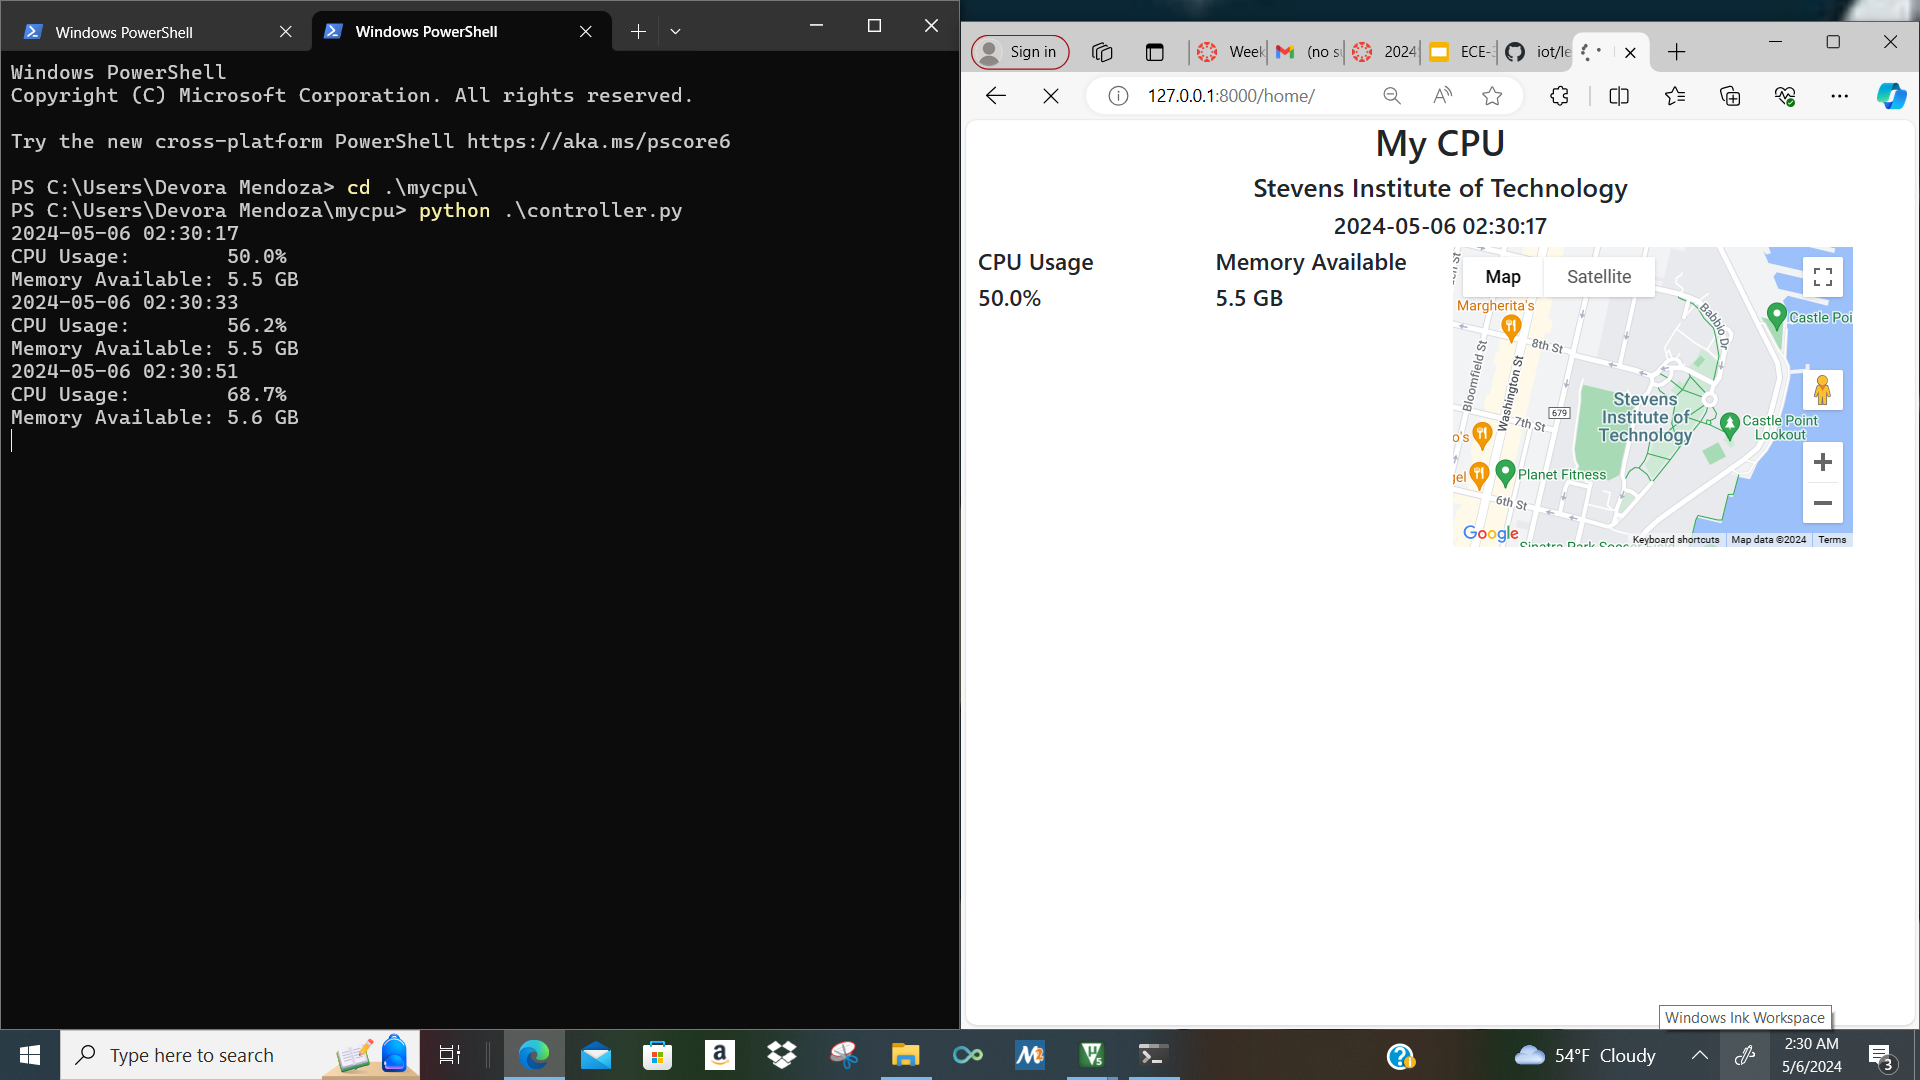 Windows PowerShell
Windows PowerShell
Windows PowerShell
Copyright (C) Microsoft Corporation. All rights reserved.
Try the new cross-platform PowerShell https://aka.ms/pscore6
PS C:\Users\Devora Mendoza> cd .\mycpu\
PS C:\Users\Devora Mendoza\mycpu> python .\controller.py
2024-05-06 02:30:17
CPU Usage: 50.0%
Memory Available: 5.5 GB
2024-05-06 02:30:33
CPU Usage: 56.2%
Memory Available: 5.5 GB
2024-05-06 02:30:51
CPU Usage: 68.7%
Memory Available: 5.6 GB
Sign in
Week
(no su
2024
ECE-3
iot/le
127.0.0.1:8000/home/
My CPU
Stevens Institute of Technology
2024-05-06 02:30:17
CPU Usage
50.0%
Memory Available
5.5 GB
Map
Satellite
Margherita's
Castle Poi
Babbio Dr
8th St
Bloomfield St
Washington St
Stevens
Institute of
Technology
679
7th St
Castle Point
Lookout
o's
gel
Planet Fitness
6th St
Google
Sinatra Park Soccer Field
Keyboard shortcuts
Map data ©2024
Terms
Windows Ink Workspace
Type here to search
54°F Cloudy
2:30 AM
5/6/2024
3